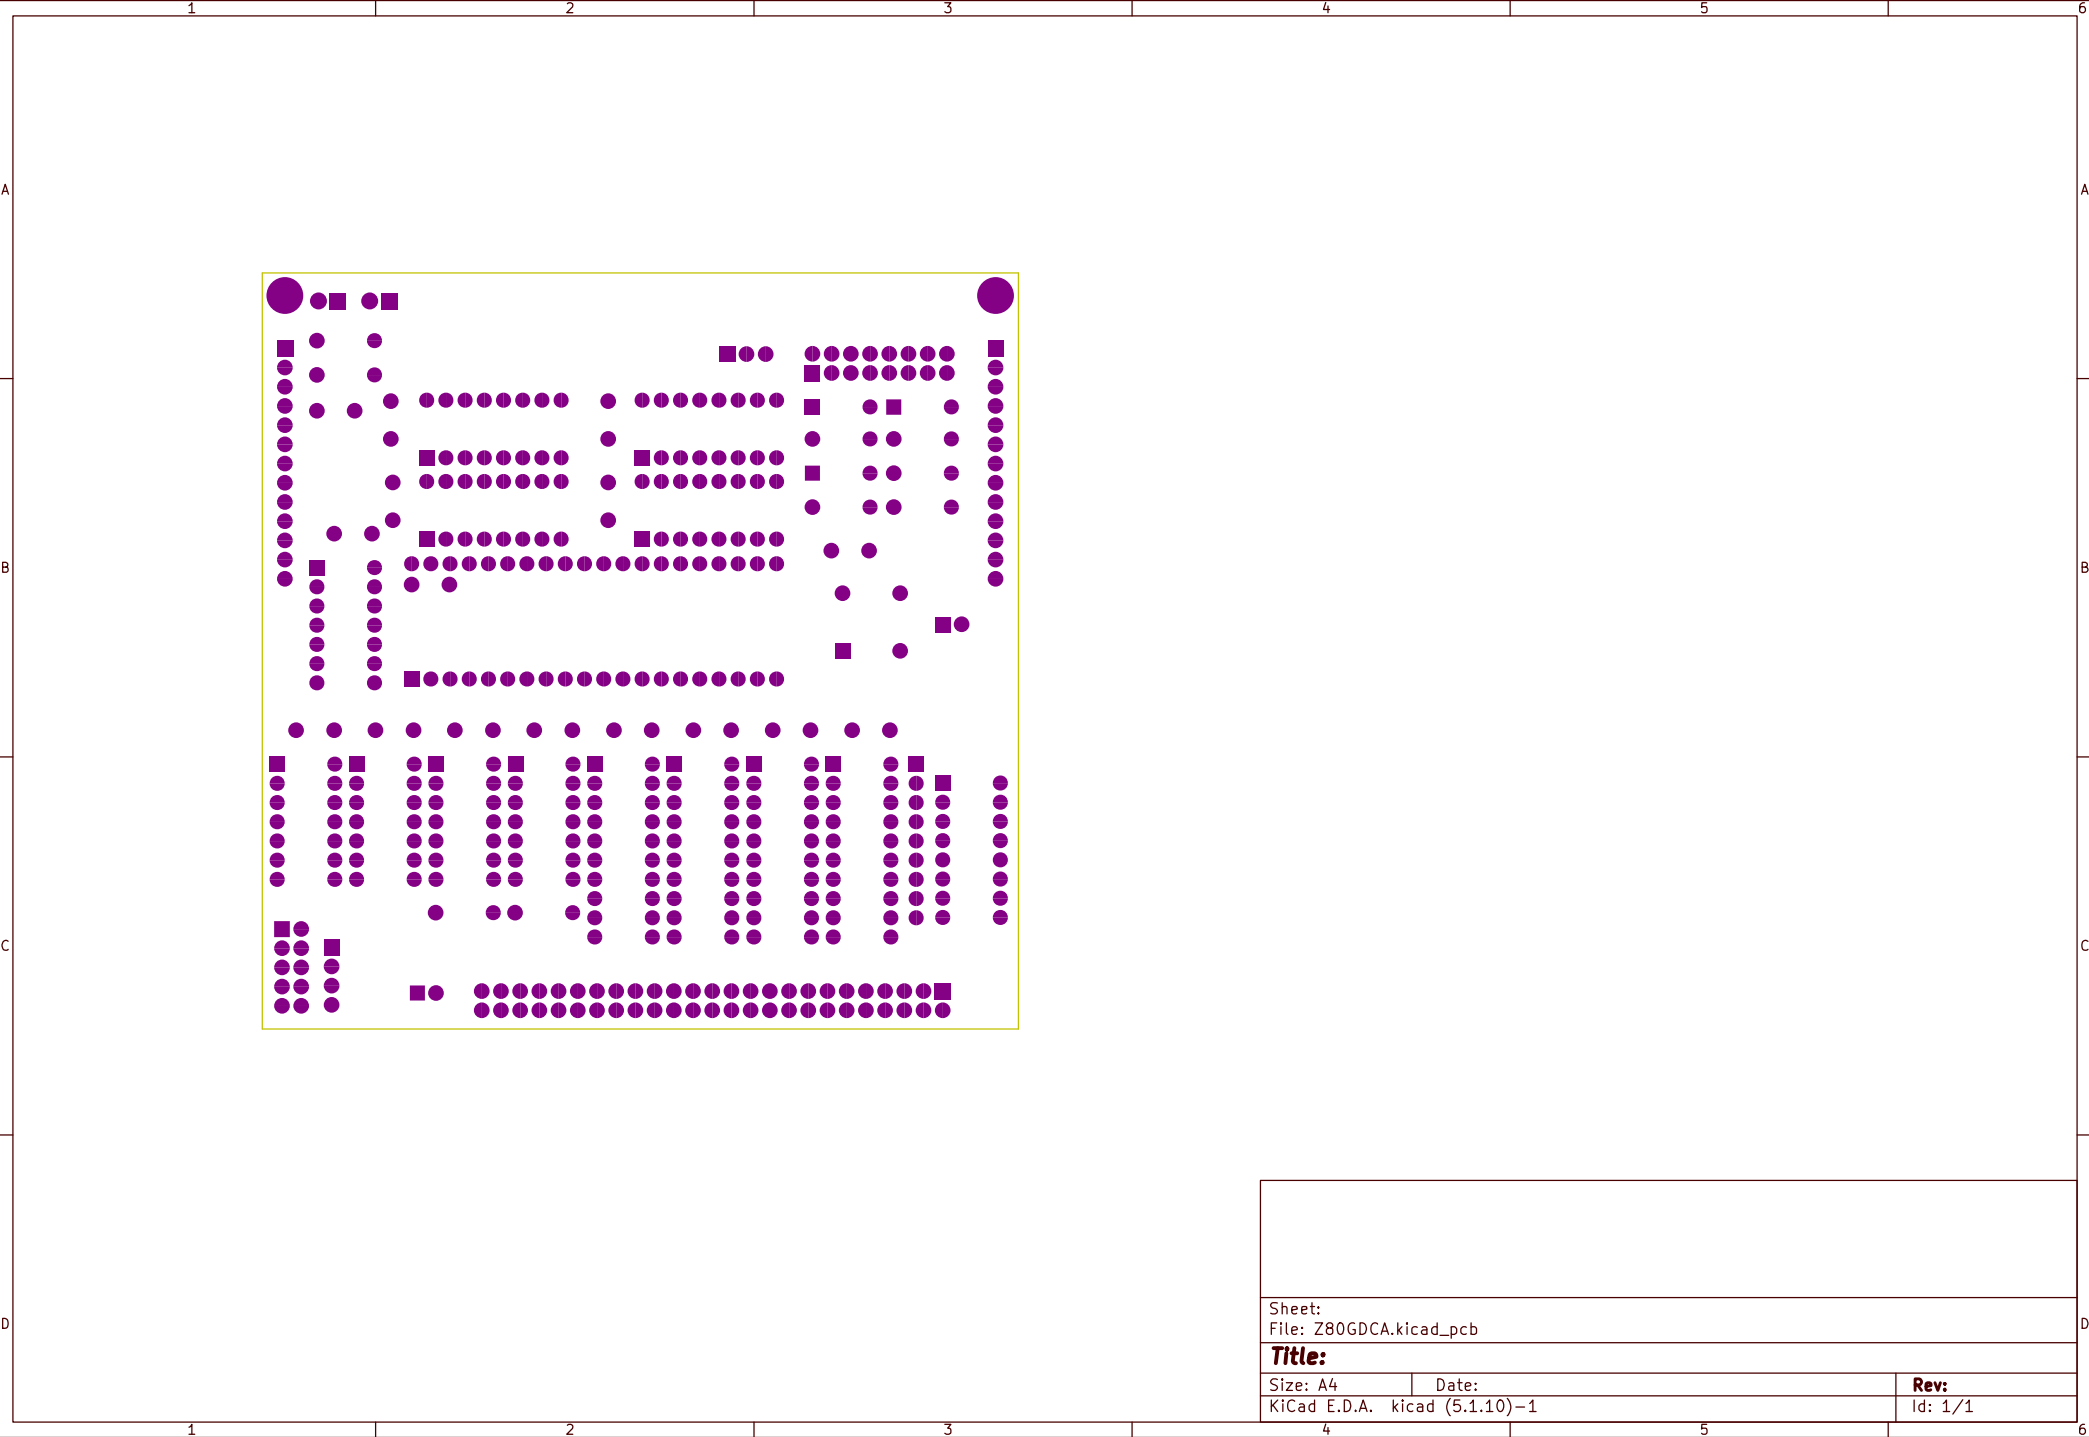 1 2 3 4 5 6
A A
B B
C C
Sheet:
File: Z80GDCA.kicad_pcb
D D
Title:
Size: A4 Date: Rev:
KiCad E.D.A. kicad (5.1.10)-1 Id: 1/1
1 2 3 4 5 6